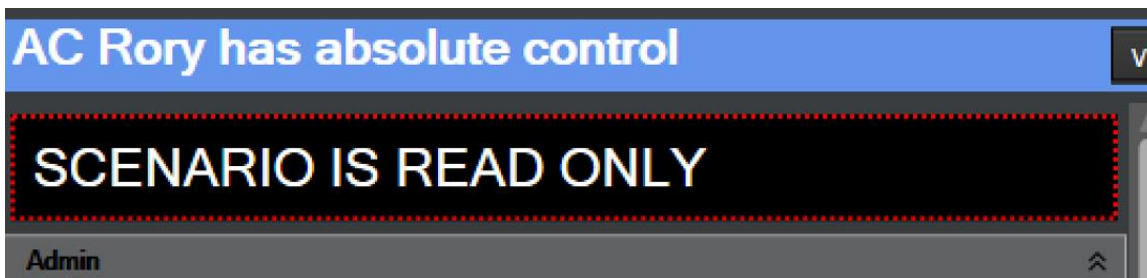 AC Rory has absolute control
V
SCENARIO IS READ ONLY
Admin